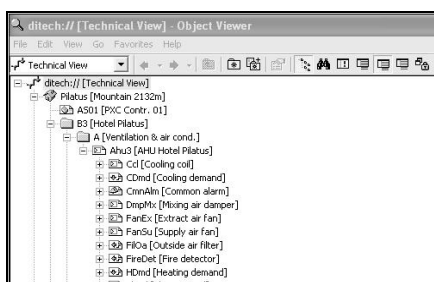 ditech:// [Technical View] - Object Viewer
File Edit View Go Favorites Help
Technical View
ditech:// [Technical View]
Pilatus [Mountain 2132m]
AS01 [PXC Contr. 01]
B3 [Hotel Pilatus]
A [Ventilation & air cond.]
Ahu3 [AHU Hotel Pilatus]
Ccl [Cooling coil]
CDmd [Cooling demand]
CmnAlm [Common alarm]
DmpMx [Mixing air damper]
FanEx [Extract air fan]
FanSu [Supply air fan]
FilOa [Outside air filter]
FireDet [Fire detector]
HDmd [Heating demand]